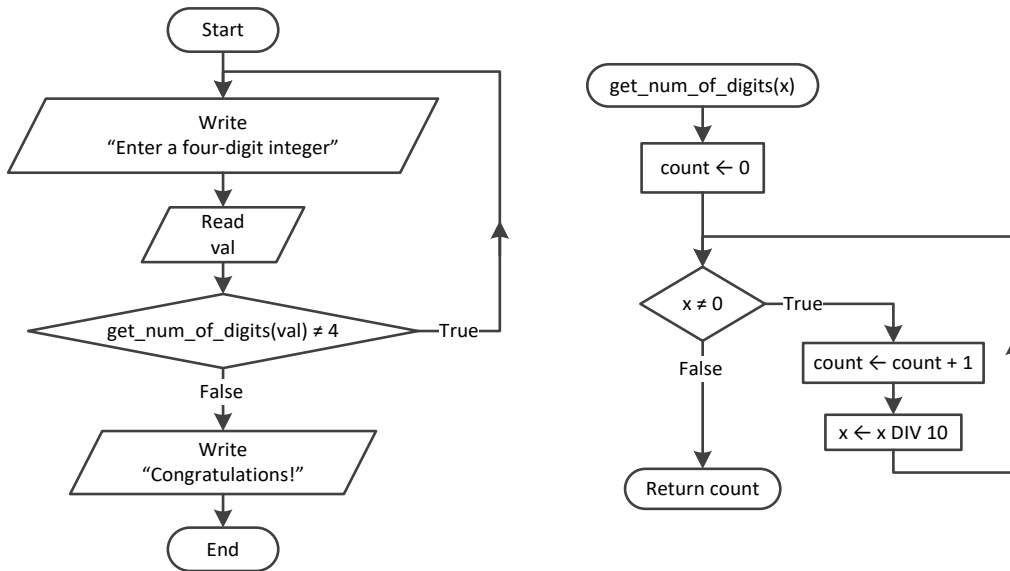 Start
Write
“Enter a four-digit integer”
Read
val
get_num_of_digits(val) ≠ 4
True
False
Write
“Congratulations!”
End
get_num_of_digits(x)
count ← 0
x ≠ 0
True
False
count ← count + 1
x ← x DIV 10
Return count